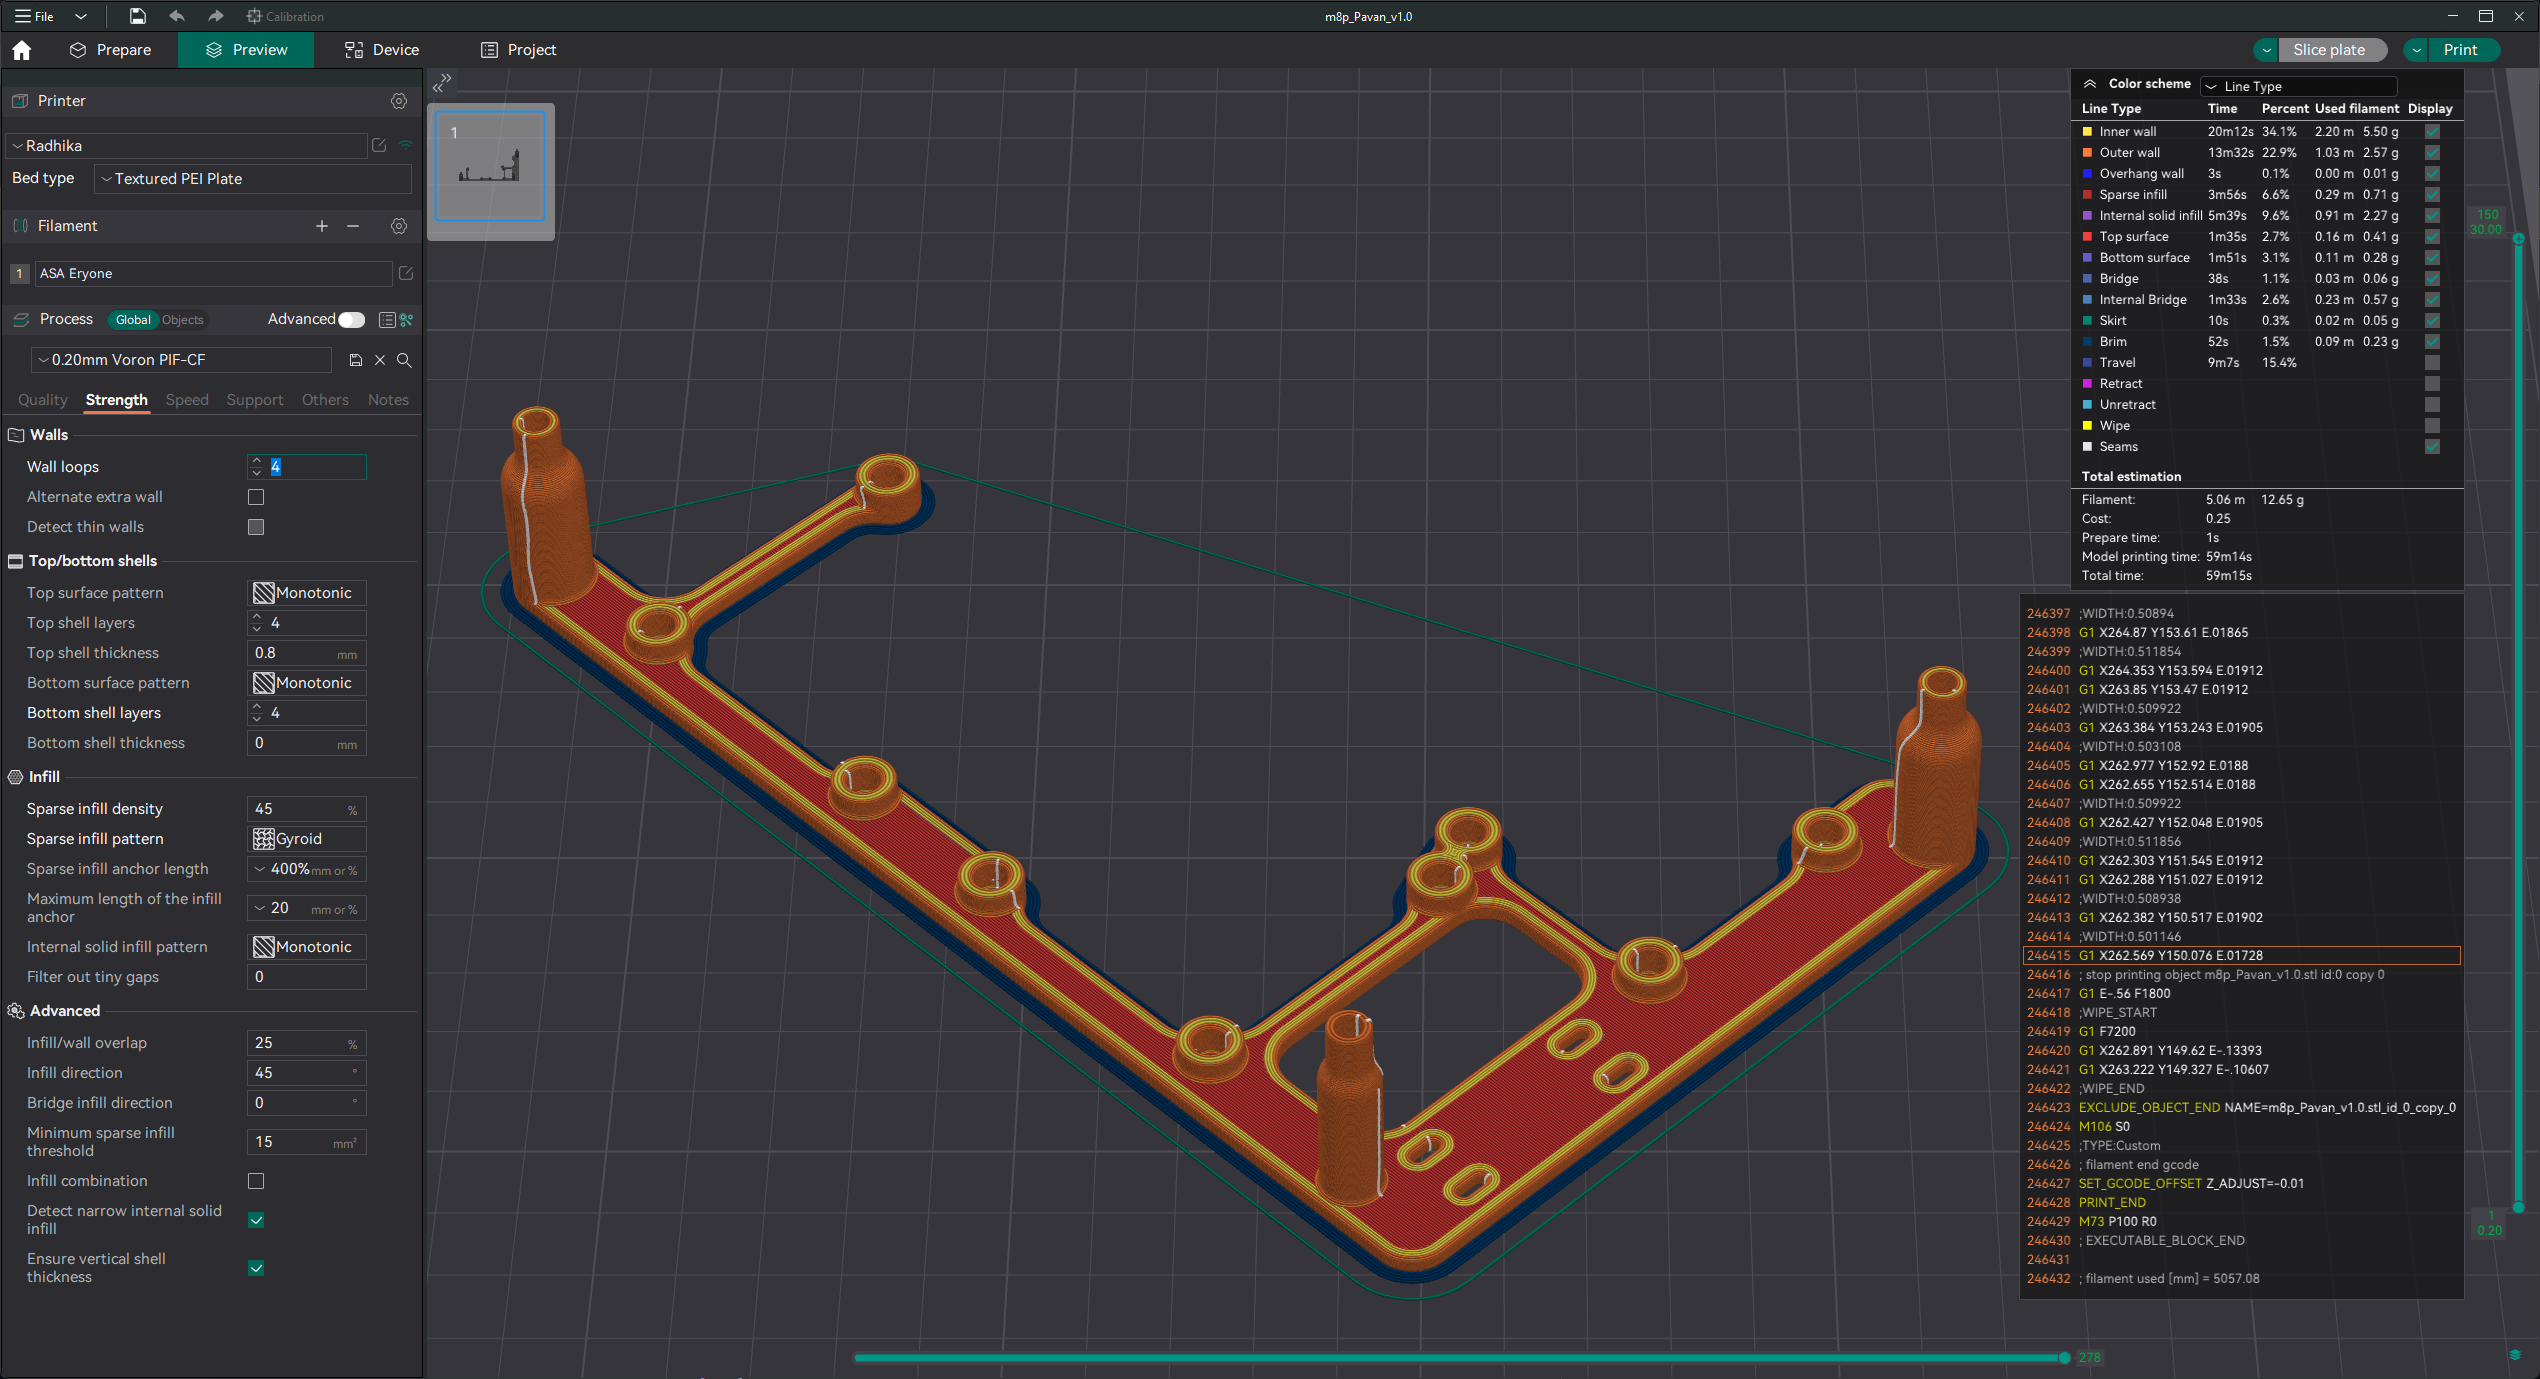 File
Calibration
m8p_Pavan_v1.0
Prepare
Preview
Device
Project
Slice plate
Print
Printer
Radhika
Bed type Textured PEI Plate
Filament
1 ASA Eryone
Process Global Objects Advanced
0.20mm Voron PIF-CF
Quality Strength Speed Support Others Notes
Walls
Wall loops 4
Alternate extra wall
Detect thin walls
Top/bottom shells
Top surface pattern Monotonic
Top shell layers 4
Top shell thickness 0.8 mm
Bottom surface pattern Monotonic
Bottom shell layers 4
Bottom shell thickness 0 mm
Infill
Sparse infill density 45 %
Sparse infill pattern Gyroid
Sparse infill anchor length 400% mm or %
Maximum length of the infill
anchor 20 mm or %
Internal solid infill pattern Monotonic
Filter out tiny gaps 0
Advanced
Infill/wall overlap 25 %
Infill direction 45 °
Bridge infill direction 0 °
Minimum sparse infill
threshold 15 mm²
Infill combination
Detect narrow internal solid
infill
Ensure vertical shell
thickness
1
Color scheme Line Type
Line Type Time Percent Used filament Display
Inner wall 20m12s 34.1% 2.20 m 5.50 g
Outer wall 13m32s 22.9% 1.03 m 2.57 g
Overhang wall 3s 0.1% 0.00 m 0.01 g
Sparse infill 3m56s 6.6% 0.29 m 0.71 g
Internal solid infill 5m39s 9.6% 0.91 m 2.27 g
Top surface 1m35s 2.7% 0.16 m 0.41 g
Bottom surface 1m51s 3.1% 0.11 m 0.28 g
Bridge 38s 1.1% 0.03 m 0.06 g
Internal Bridge 1m33s 2.6% 0.23 m 0.57 g
Skirt 10s 0.3% 0.02 m 0.05 g
Brim 52s 1.5% 0.09 m 0.23 g
Travel 9m7s 15.4%
Retract
Unretract
Wipe
Seams
Total estimation
Filament: 5.06 m 12.65 g
Cost: 0.25
Prepare time: 1s
Model printing time: 59m14s
Total time: 59m15s
150
30.00
246397 ;WIDTH:0.50894
246398 G1 X264.87 Y153.61 E.01865
246399 ;WIDTH:0.511854
246400 G1 X264.353 Y153.594 E.01912
246401 G1 X263.85 Y153.47 E.01912
246402 ;WIDTH:0.509922
246403 G1 X263.384 Y153.243 E.01905
246404 ;WIDTH:0.503108
246405 G1 X262.977 Y152.92 E.0188
246406 G1 X262.655 Y152.514 E.0188
246407 ;WIDTH:0.509922
246408 G1 X262.427 Y152.048 E.01905
246409 ;WIDTH:0.511856
246410 G1 X262.303 Y151.545 E.01912
246411 G1 X262.288 Y151.027 E.01912
246412 ;WIDTH:0.508938
246413 G1 X262.382 Y150.517 E.01902
246414 ;WIDTH:0.501146
246415 G1 X262.569 Y150.076 E.01728
246416 ; stop printing object m8p_Pavan_v1.0.stl id:0 copy 0
246417 G1 E-.56 F1800
246418 ;WIPE_START
246419 G1 F7200
246420 G1 X262.891 Y149.62 E-.13393
246421 G1 X263.222 Y149.327 E-.10607
246422 ;WIPE_END
246423 EXCLUDE_OBJECT_END NAME=m8p_Pavan_v1.0.stl_id_0_copy_0
246424 M106 S0
246425 ;TYPE:Custom
246426 ; filament end gcode
246427 SET_GCODE_OFFSET Z_ADJUST=-0.01
246428 PRINT_END
246429 M73 P100 R0
246430 ; EXECUTABLE_BLOCK_END
246431
246432 ; filament used [mm] = 5057.08
1
0.20
278